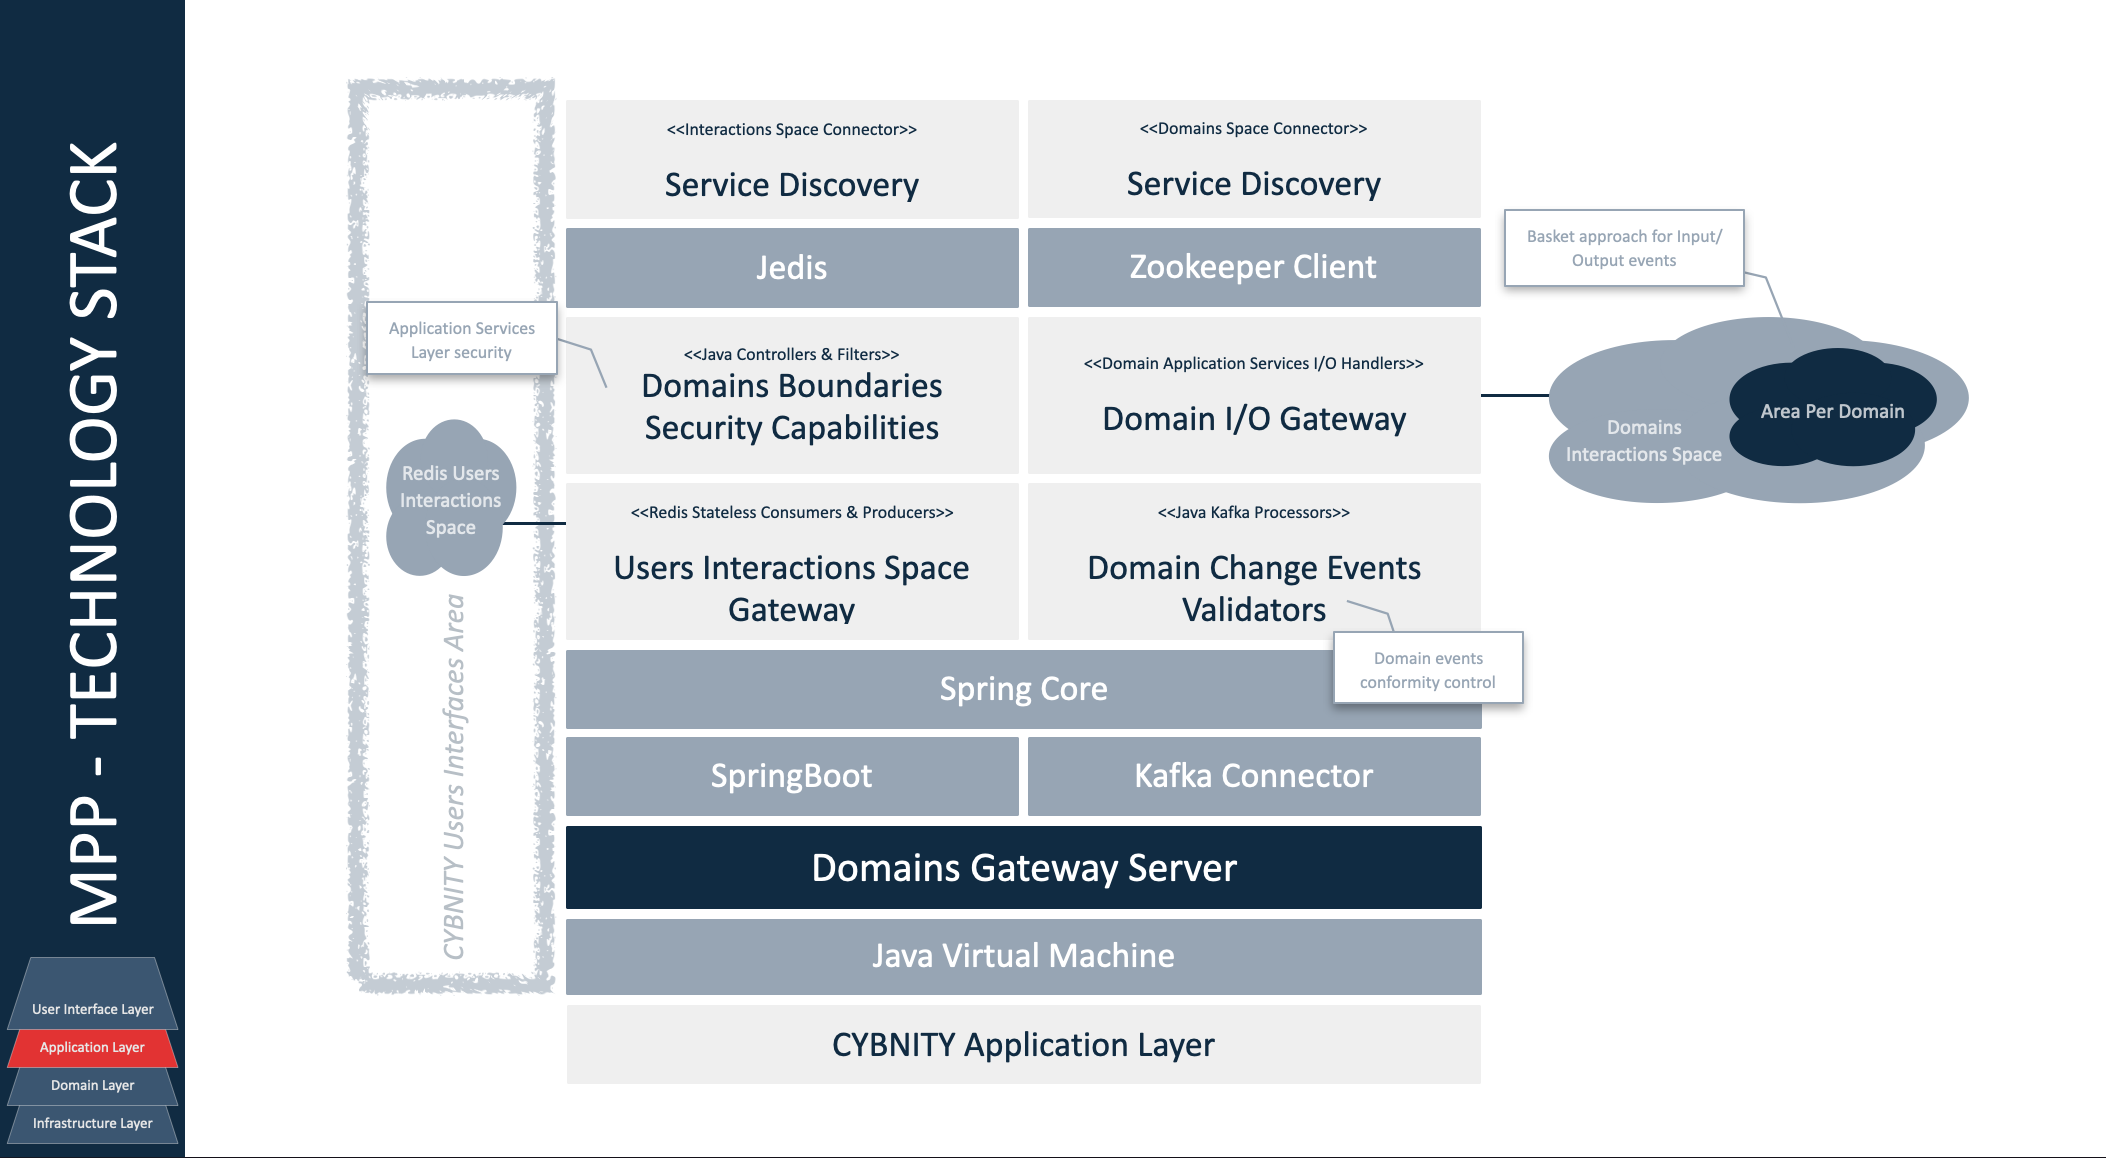 MPP - TECHNOLOGY STACK
User Interface Layer
Application Layer
Domain Layer
Infrastructure Layer
<<Interactions Space Connector>>
Service Discovery
<<Domains Space Connector>>
Service Discovery
Jedis
Zookeeper Client
Basket approach for Input/
Output events
Application Services
Layer security
<<Java Controllers & Filters>>
Domains Boundaries
Security Capabilities
<<Domain Application Services I/O Handlers>>
Domain I/O Gateway
Domains
Interactions Space
Area Per Domain
Redis Users
Interactions
Space
CYBNITY Users Interfaces Area
<<Redis Stateless Consumers & Producers>>
Users Interactions Space
Gateway
<<Java Kafka Processors>>
Domain Change Events
Validators
Domain events
conformity control
Spring Core
SpringBoot
Kafka Connector
Domains Gateway Server
Java Virtual Machine
CYBNITY Application Layer